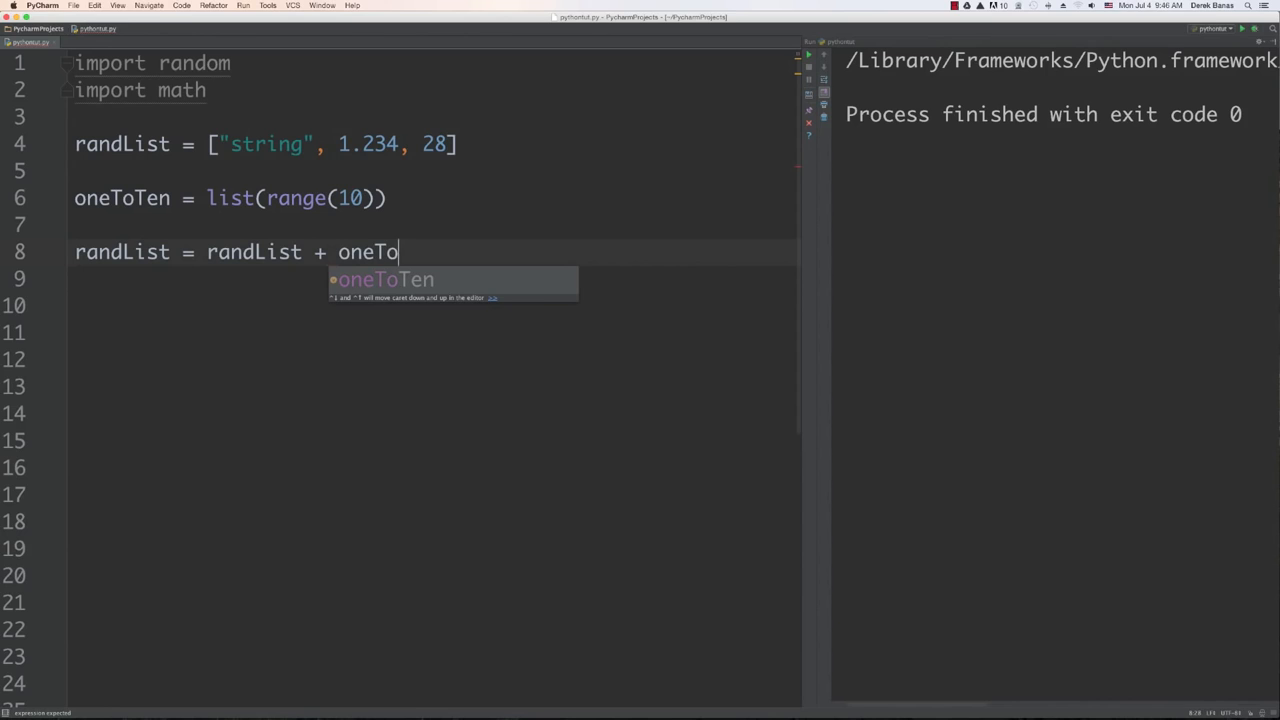 PyCharm File Edit View Navigate Code Refactor Run Tools VCS Window Help
10 Mon Jul 4 9:46 AM Derek Banas
pythontut.py - PycharmProjects - [~/PycharmProjects]
PycharmProjects pythontut.py
pythontut
pythontut.py
Run pythontut
1 import random
2 import math
3
4 randList = ["string", 1.234, 28]
5
6 oneToTen = list(range(10))
7
8 randList = randList + oneTo
oneToTen
^↓ and ^↑ will move caret down and up in the editor >>
9
10
11
12
13
14
15
16
17
18
19
20
21
22
23
24
/Library/Frameworks/Python.framework
Process finished with exit code 0
expression expected
8:28 LF‡ UTF-8‡